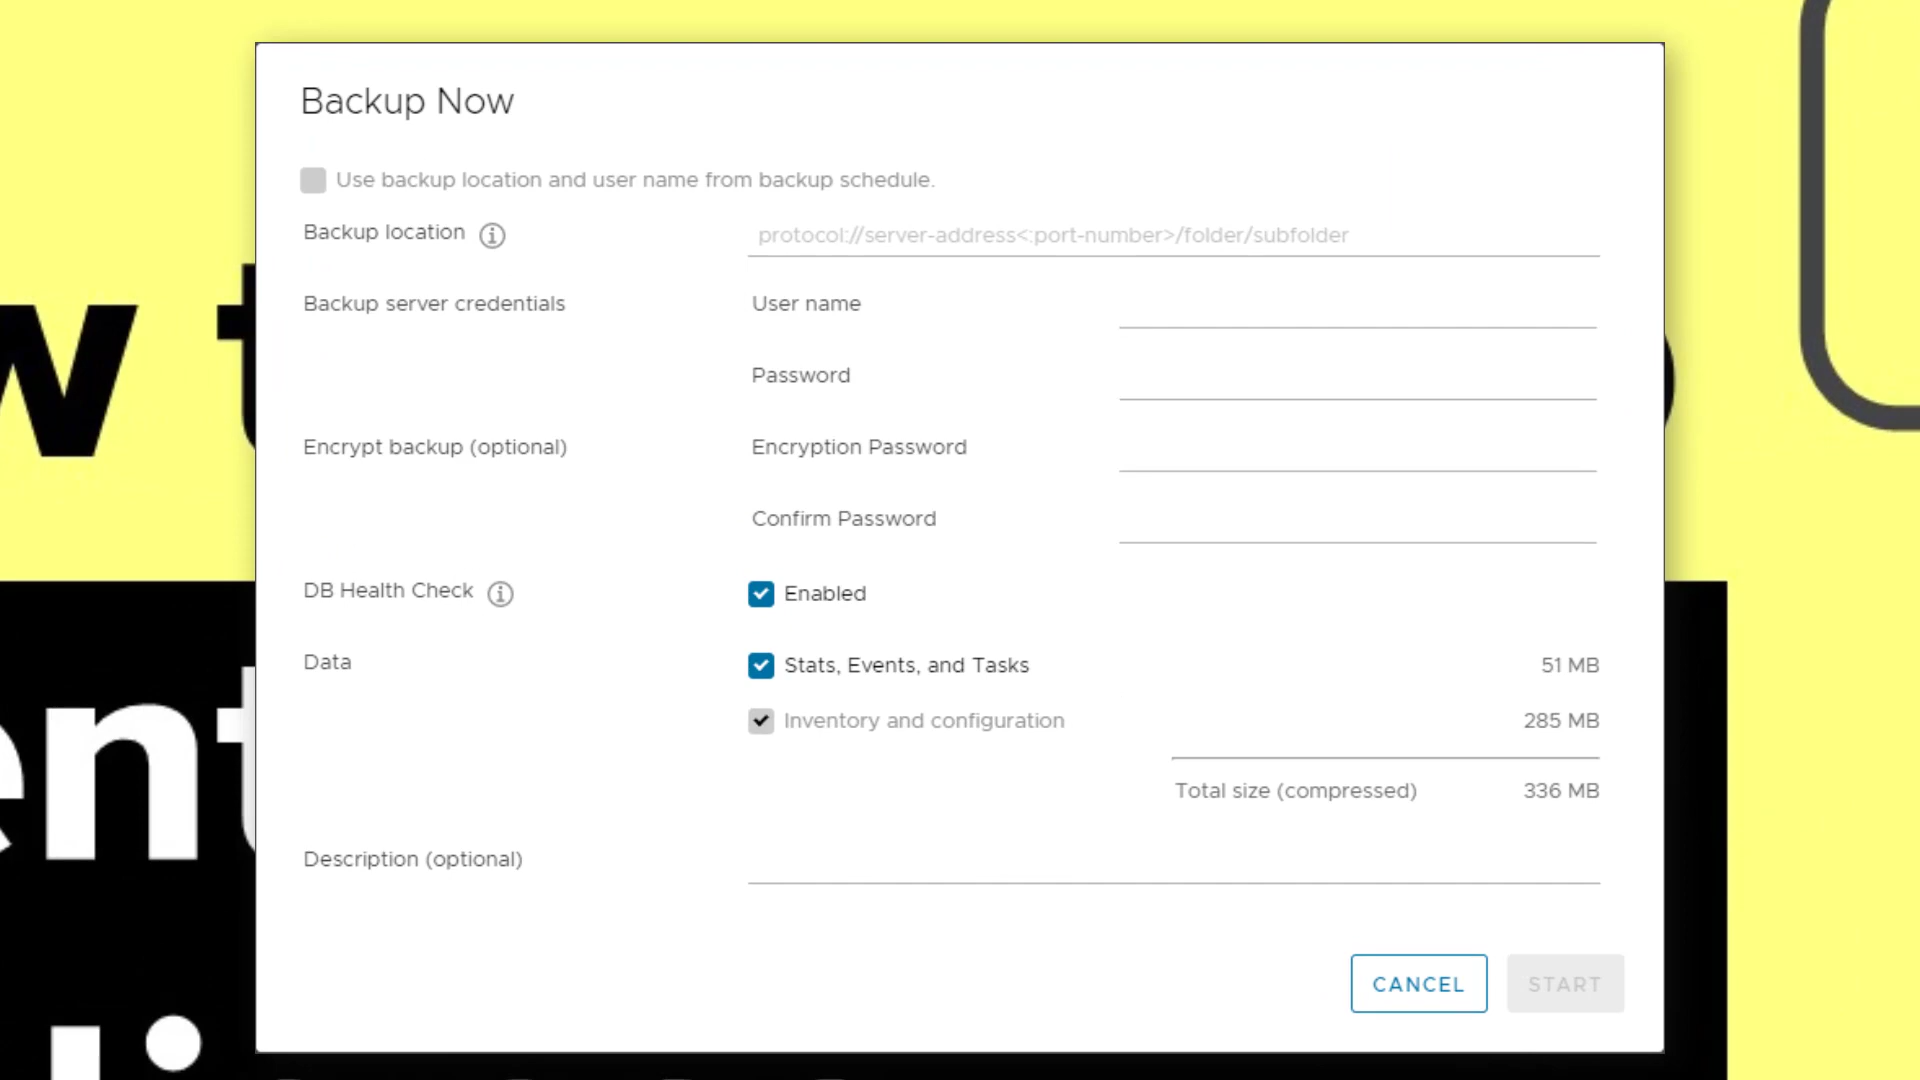 Backup Now
Use backup location and user name from backup schedule.
Backup location protocol://server-address<:port-number>/folder/subfolder
Backup server credentials User name
Password
Encrypt backup (optional) Encryption Password
Confirm Password
DB Health Check Enabled
Data Stats, Events, and Tasks 51 MB
Inventory and configuration 285 MB
Total size (compressed) 336 MB
Description (optional)
CANCEL START